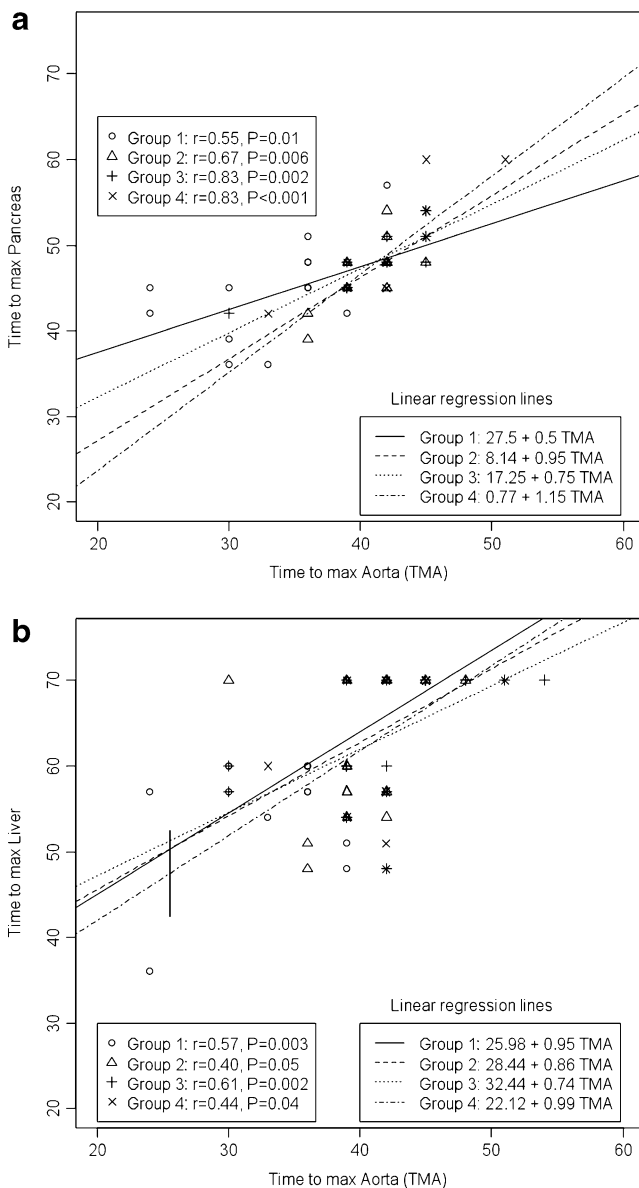 a
70
60
50
40
30
20
Time to max Pancreas
Group 1: r=0.55, P=0.01
Group 2: r=0.67, P=0.006
Group 3: r=0.83, P=0.002
Group 4: r=0.83, P<0.001
Linear regression lines
Group 1: 27.5 + 0.5 TMA
Group 2: 8.14 + 0.95 TMA
Group 3: 17.25 + 0.75 TMA
Group 4: 0.77 + 1.15 TMA
20 30 40 50 60
Time to max Aorta (TMA)
b
70
60
50
40
30
20
Time to max Liver
Group 1: r=0.57, P=0.003
Group 2: r=0.40, P=0.05
Group 3: r=0.61, P=0.002
Group 4: r=0.44, P=0.04
Linear regression lines
Group 1: 25.98 + 0.95 TMA
Group 2: 28.44 + 0.86 TMA
Group 3: 32.44 + 0.74 TMA
Group 4: 22.12 + 0.99 TMA
20 30 40 50 60
Time to max Aorta (TMA)